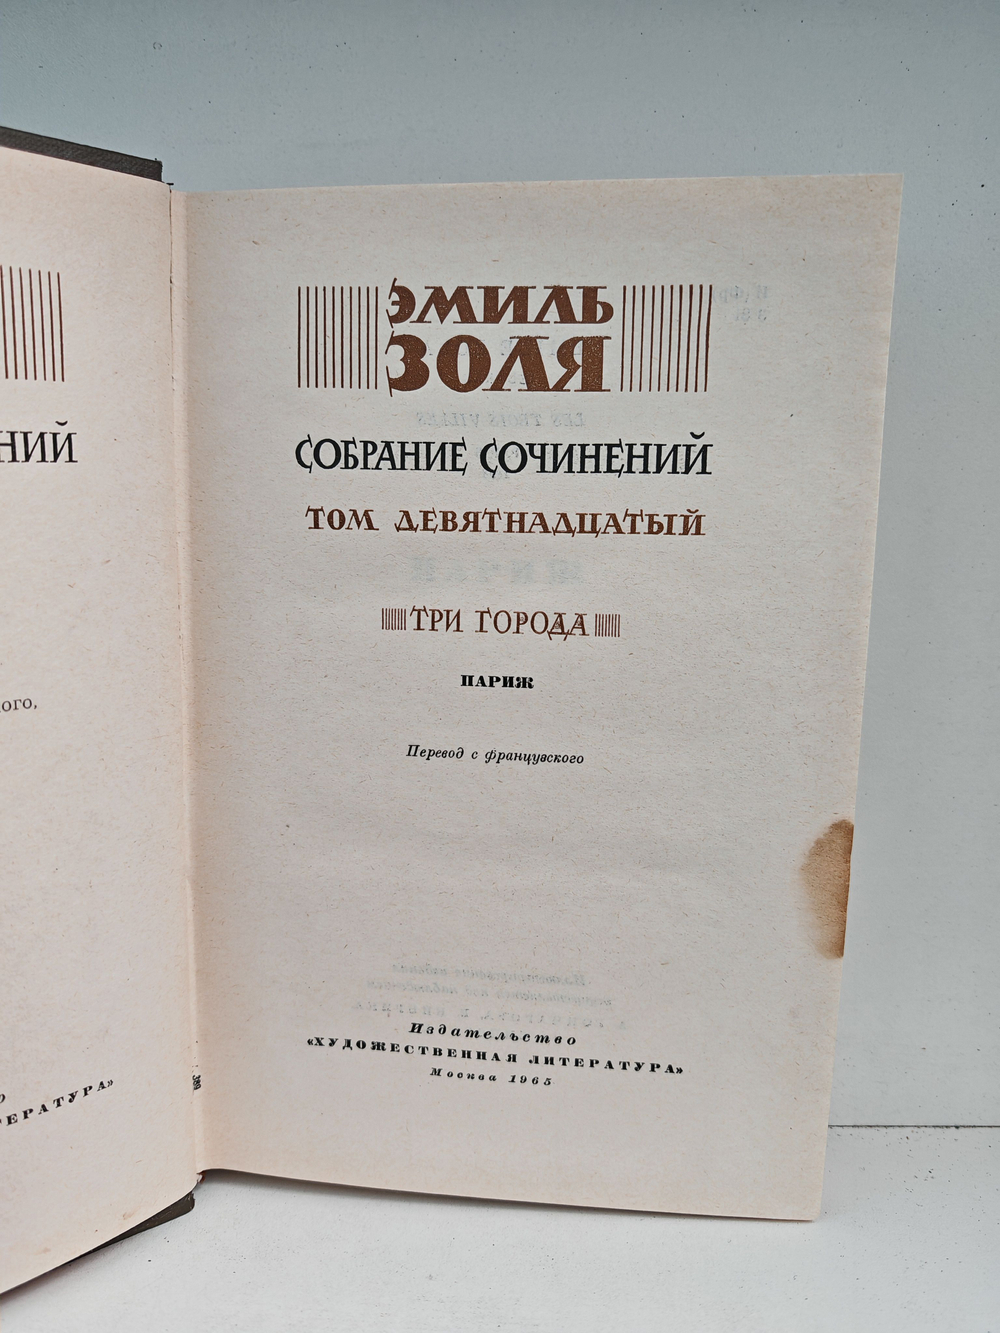 ЭМИЛЬ
ЗОЛЯ
СОБРАНИЕ СОЧИНЕНИЙ
ТОМ ДЕВЯТНАДЦАТЫЙ
ТРИ ГОРОДА
ПАРИЖ
Перевод с французского
Издательство
«ХУДОЖЕСТВЕННАЯ ЛИТЕРАТУРА»
Москва 1965